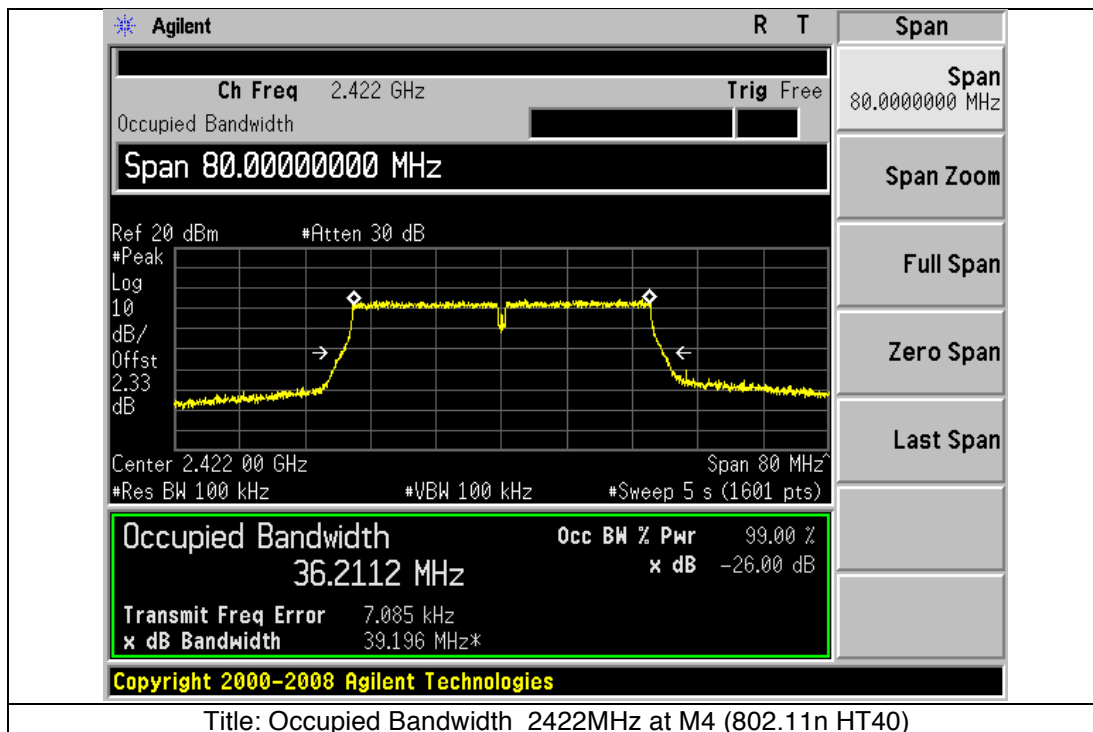 Agilent R T Span
Ch Freq 2.422 GHz Trig Free
Occupied Bandwidth
Span 80.00000000 MHz
Ref 20 dBm #Atten 30 dB
#Peak
Log
10
dB/
Offst
2.33
dB
Center 2.422 00 GHz Span 80 MHz^
#Res BW 100 kHz #VBW 100 kHz #Sweep 5 s (1601 pts)
Occupied Bandwidth
36.2112 MHz
Occ BW % Pwr 99.00 %
x dB -26.00 dB
Transmit Freq Error 7.085 kHz
x dB Bandwidth 39.196 MHz*
Copyright 2000-2008 Agilent Technologies
Span
80.0000000 MHz
Span Zoom
Full Span
Zero Span
Last Span
Title: Occupied Bandwidth 2422MHz at M4 (802.11n HT40)